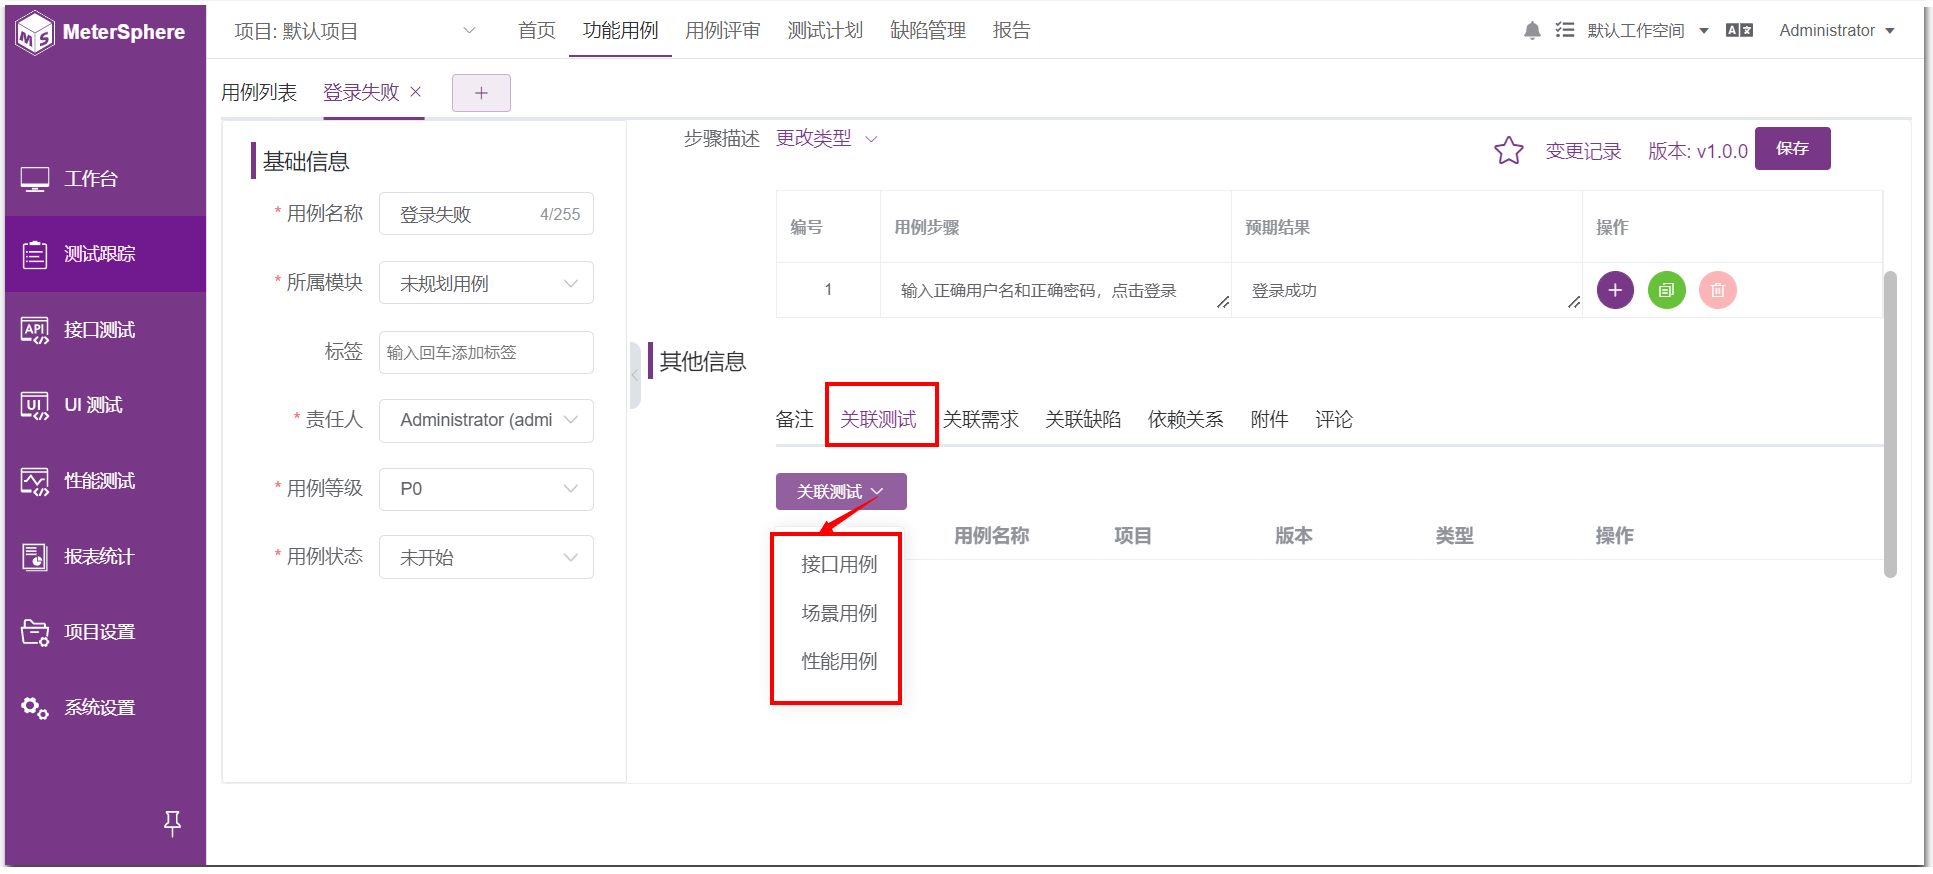 MeterSphere
项目: 默认项目
首页 功能用例 用例评审 测试计划 缺陷管理 报告
默认工作空间
Administrator
用例列表 登录失败
工作台
测试跟踪
接口测试
UI 测试
性能测试
报表统计
项目设置
系统设置
基础信息
* 用例名称 登录失败 4/255
* 所属模块 未规划用例
标签 输入回车添加标签
* 责任人 Administrator (admi
* 用例等级 P0
* 用例状态 未开始
步骤描述 更改类型
变更记录 版本: v1.0.0 保存
编号 用例步骤 预期结果 操作
1 输入正确用户名和正确密码，点击登录 登录成功
其他信息
备注 关联测试 关联需求 关联缺陷 依赖关系 附件 评论
关联测试
用例名称 项目 版本 类型 操作
接口用例
场景用例
性能用例